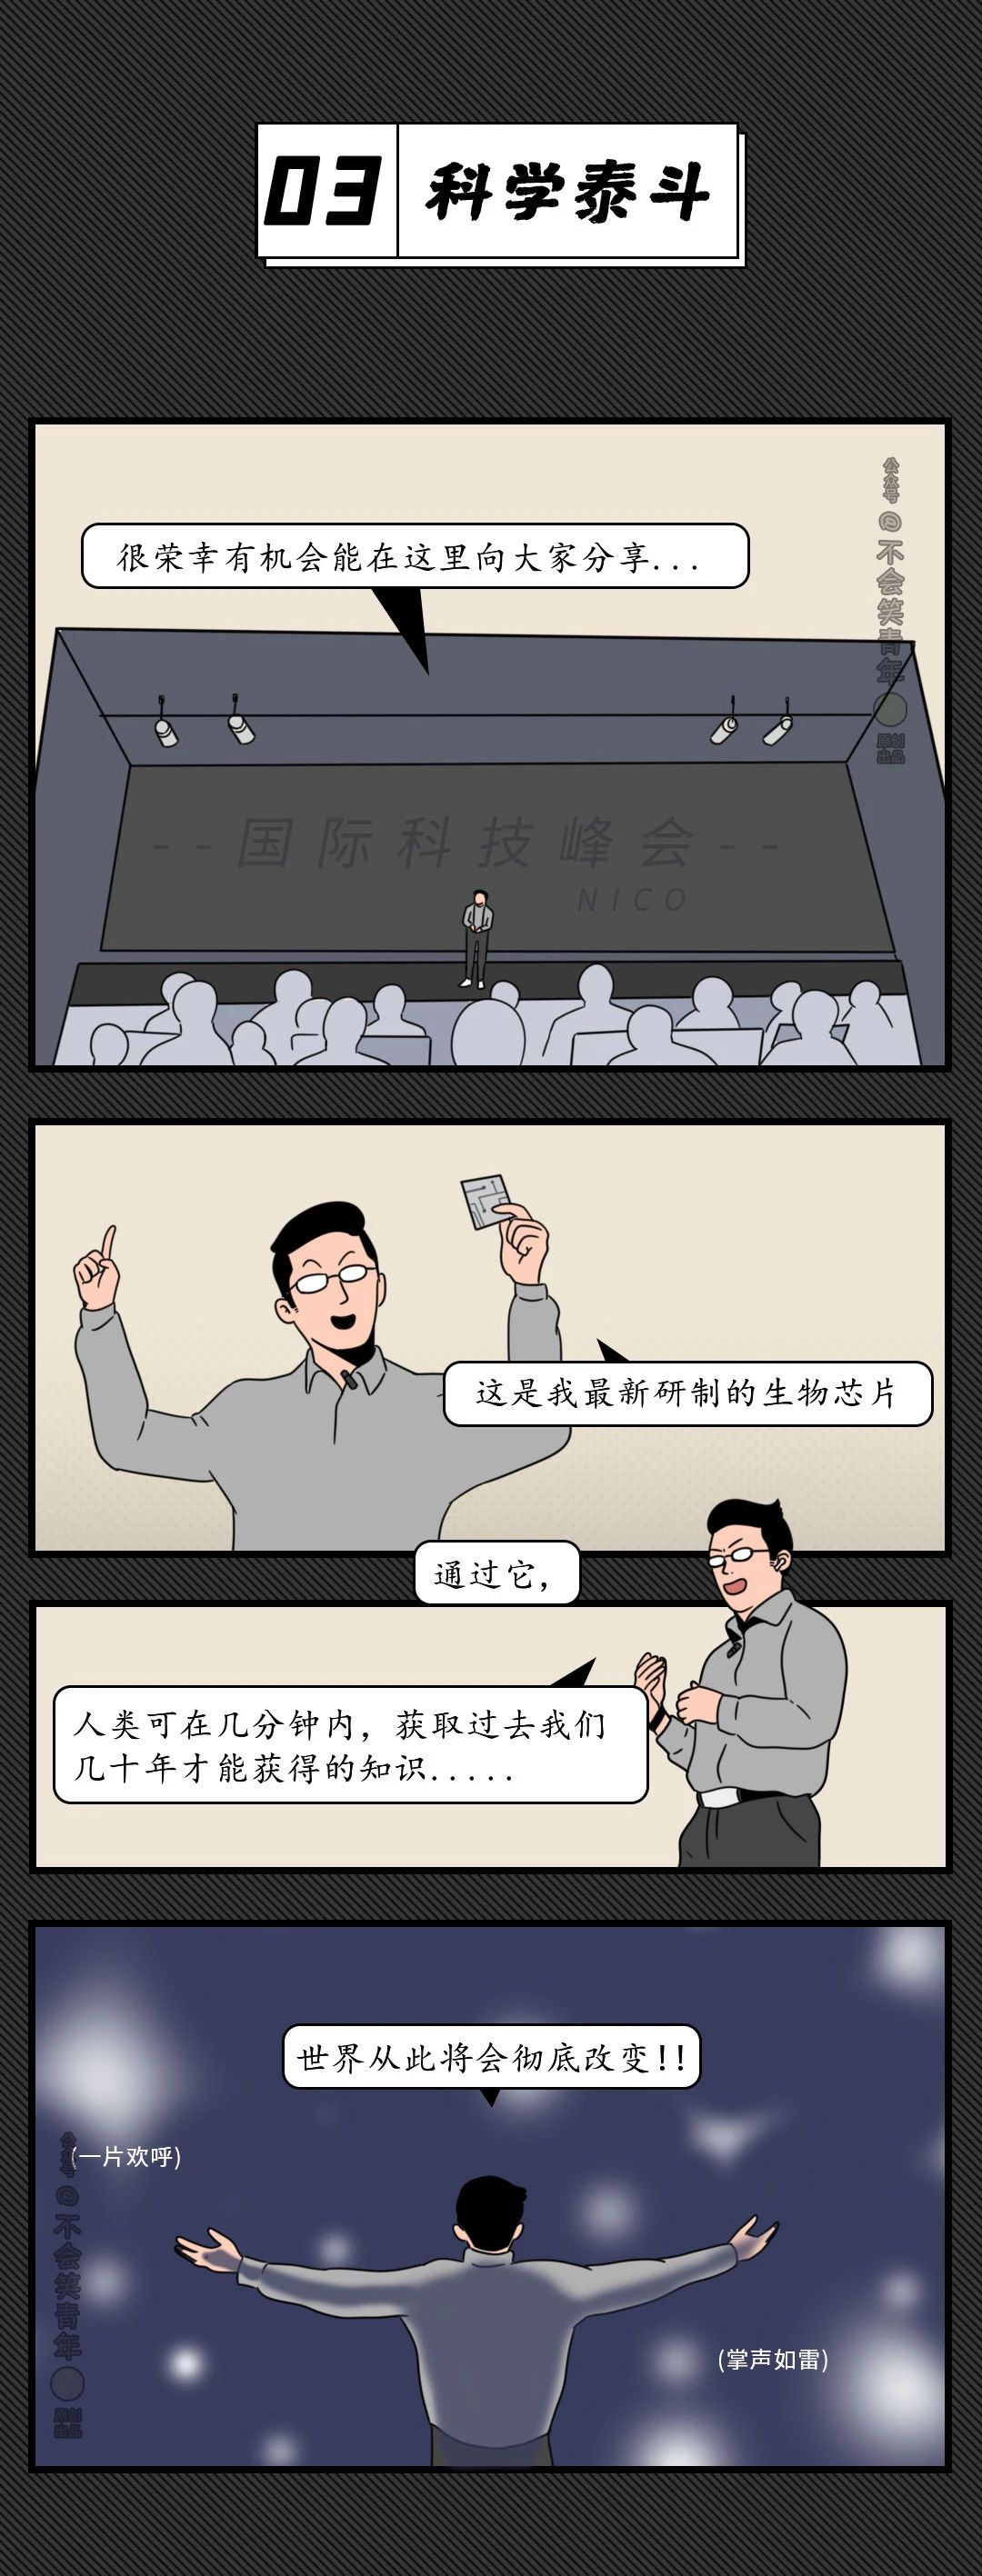 03 科学泰斗
很荣幸有机会能在这里向大家分享...
公众号@不会笑青年
原创
出品
--国际科技峰会--
NICO
这是我最新研制的生物芯片
通过它，
人类可在几分钟内，获取过去我们
几十年才能获得的知识.....
世界从此将会彻底改变!!
(一片欢呼)
公众号@不会笑青年
原创
出品
(掌声如雷)